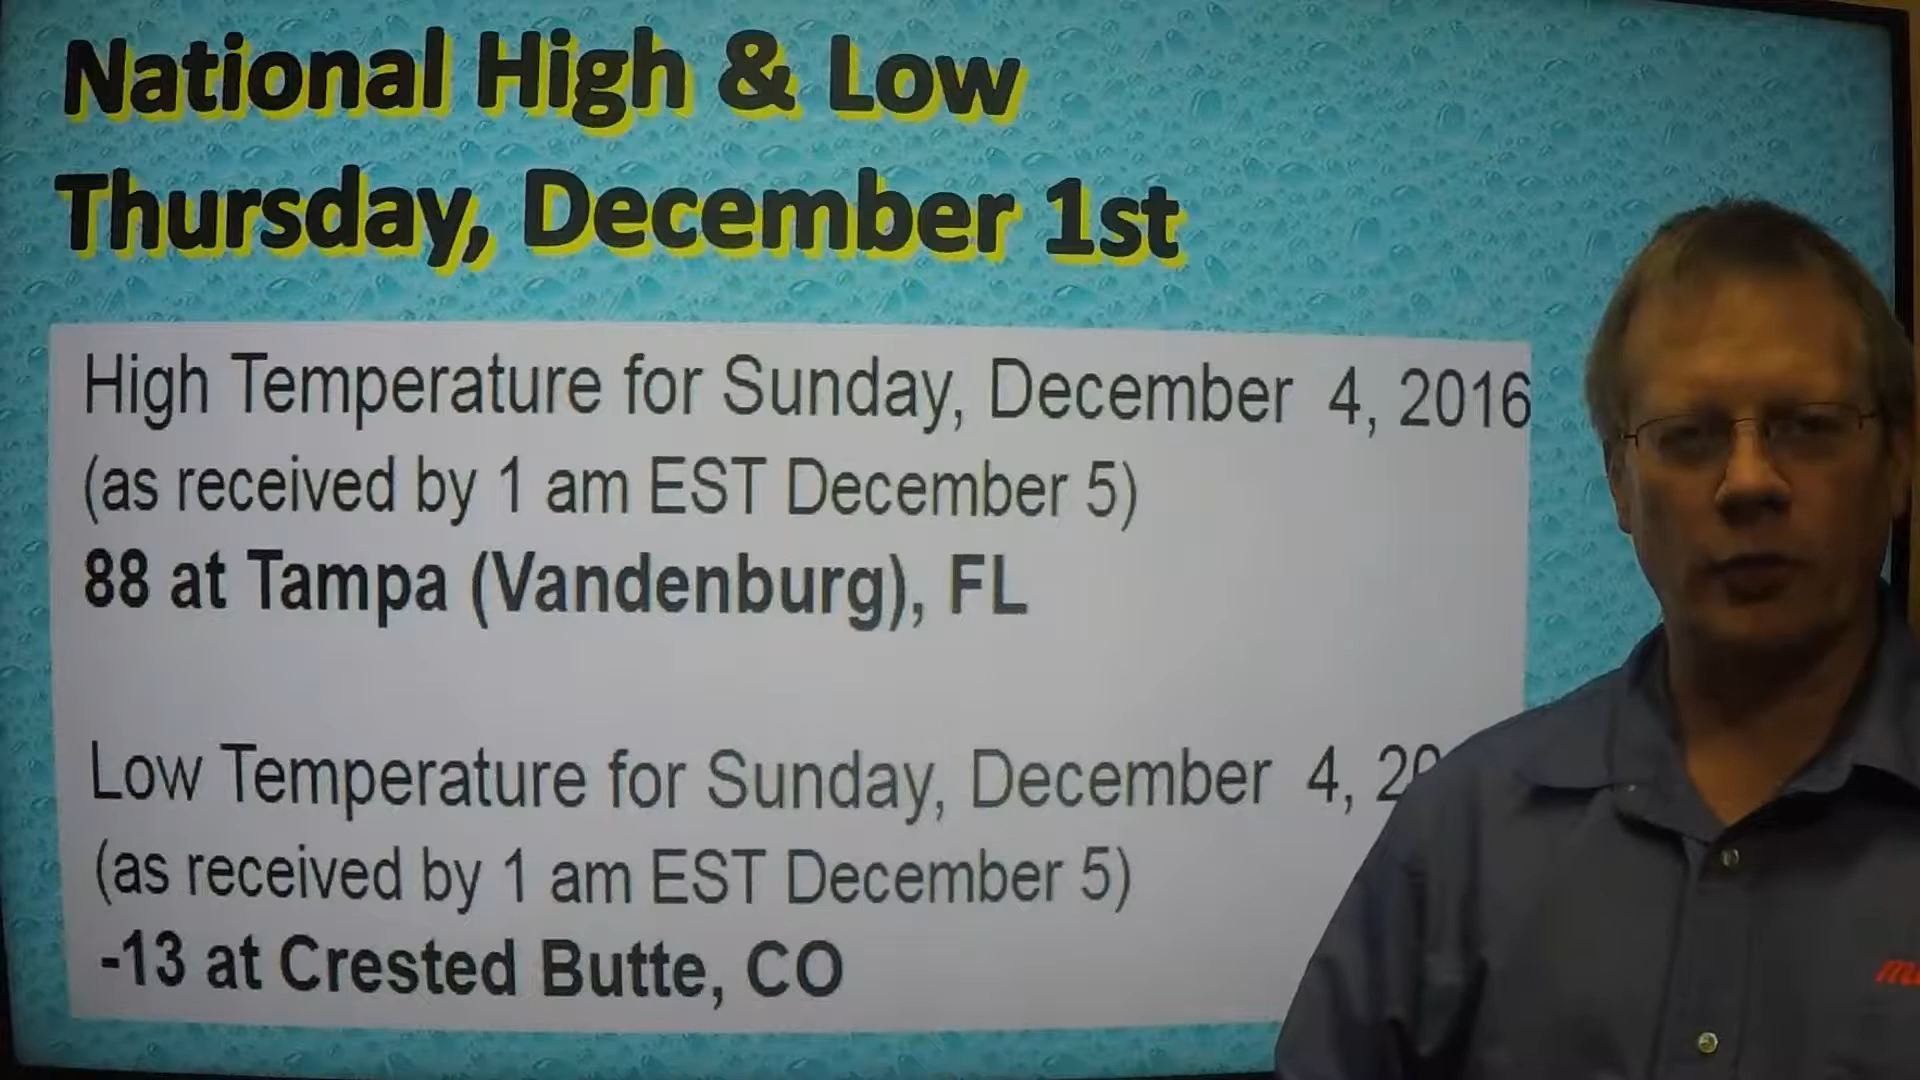 National High & Low
Thursday, December 1st
High Temperature for Sunday, December 4, 2016
(as received by 1 am EST December 5)
88 at Tampa (Vandenburg), FL
Low Temperature for Sunday, December 4, 20
(as received by 1 am EST December 5)
-13 at Crested Butte, CO